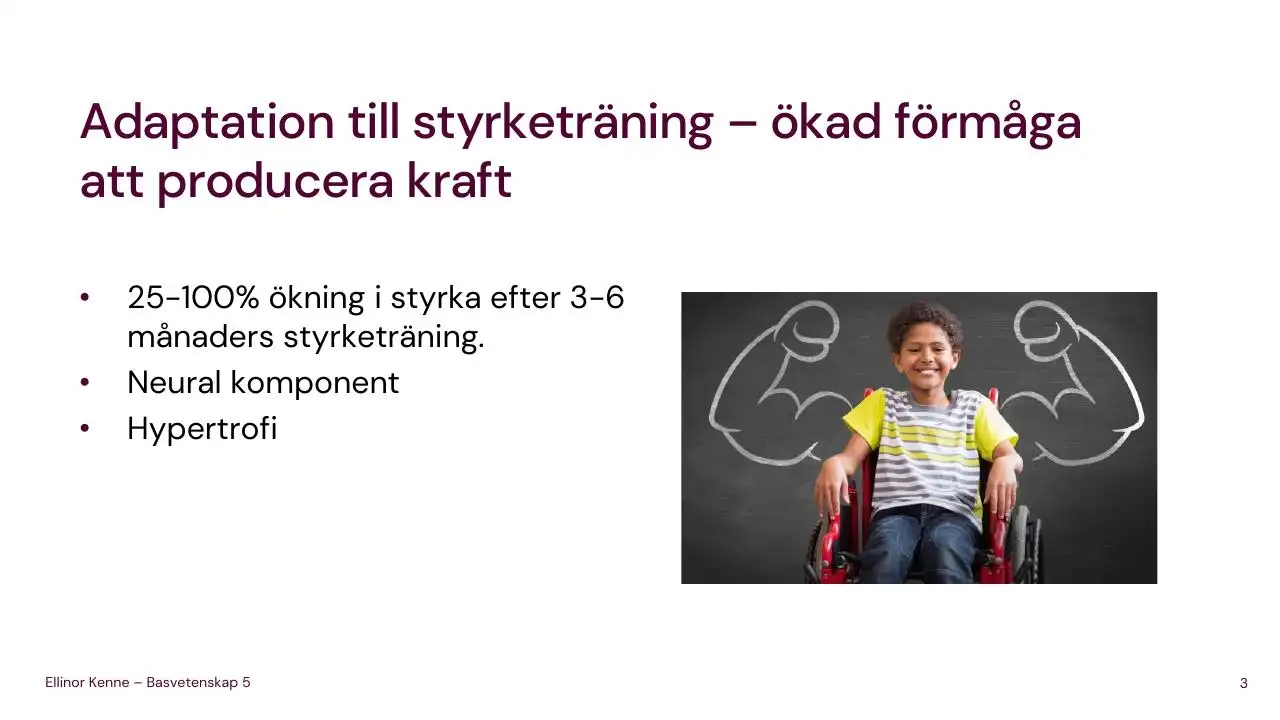 Adaptation till styrketräning – ökad förmåga
att producera kraft
• 25-100% ökning i styrka efter 3-6
månaders styrketräning.
• Neural komponent
• Hypertrofi
Ellinor Kenne – Basvetenskap 5
3